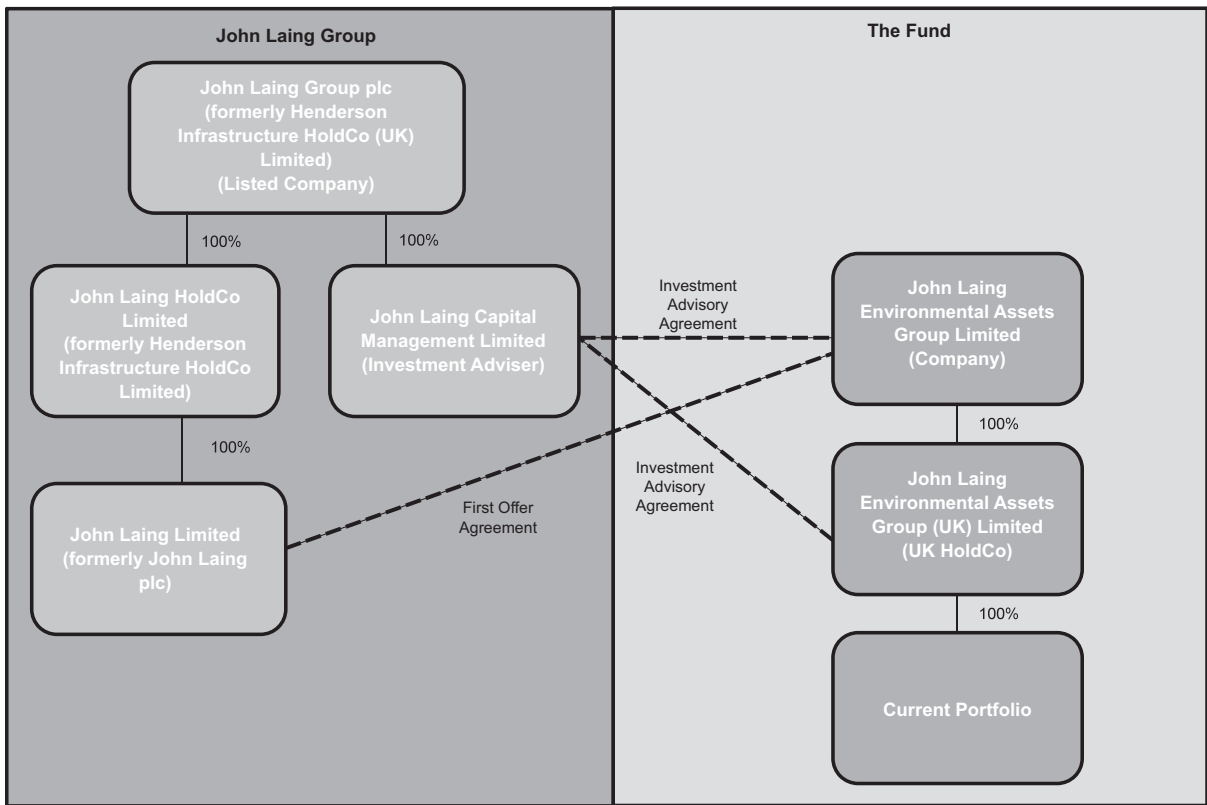 John Laing Group
The Fund
John Laing Group plc
(formerly Henderson
Infrastructure HoldCo (UK)
Limited)
(Listed Company)
100%
100%
John Laing HoldCo
Limited
(formerly Henderson
Infrastructure HoldCo
Limited)
John Laing Capital
Management Limited
(Investment Adviser)
Investment
Advisory
Agreement
John Laing
Environmental Assets
Group Limited
(Company)
100%
100%
John Laing Limited
(formerly John Laing
plc)
First Offer
Agreement
Investment
Advisory
Agreement
John Laing
Environmental Assets
Group (UK) Limited
(UK HoldCo)
100%
Current Portfolio